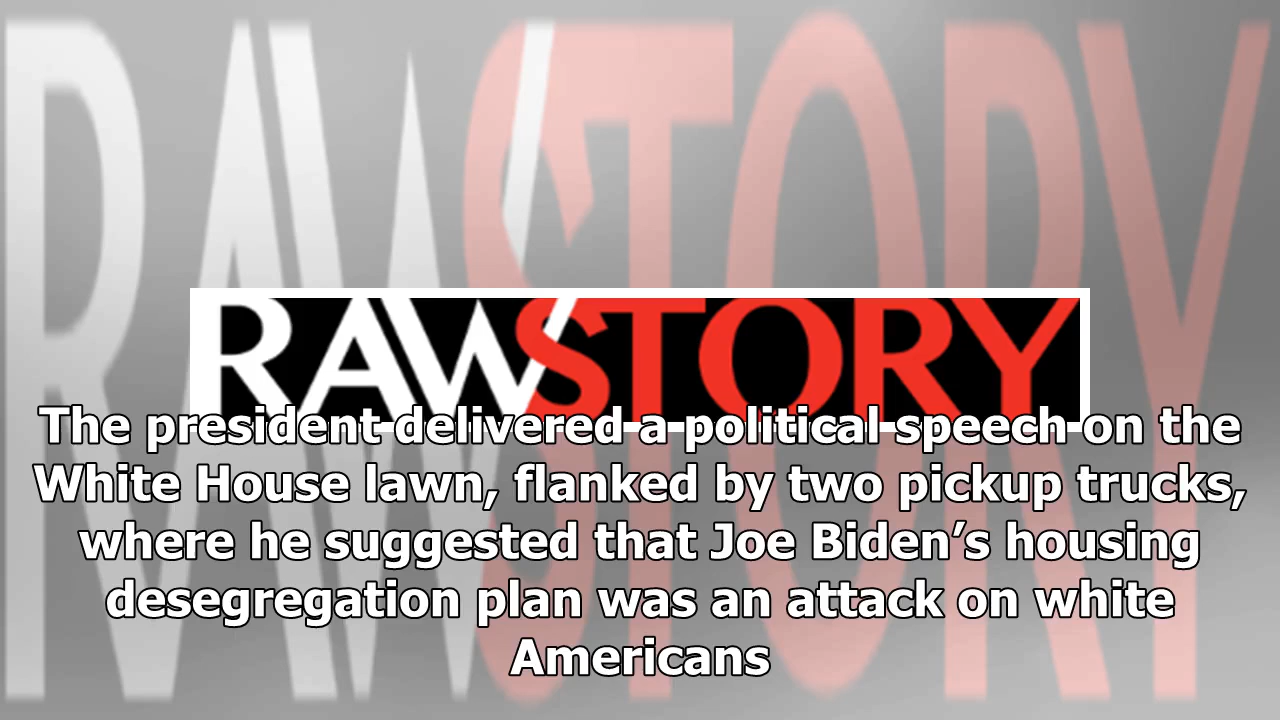 RAWSTORY
RAWSTORY
The president delivered a political speech on the
White House lawn, flanked by two pickup trucks,
where he suggested that Joe Biden’s housing
desegregation plan was an attack on white
Americans